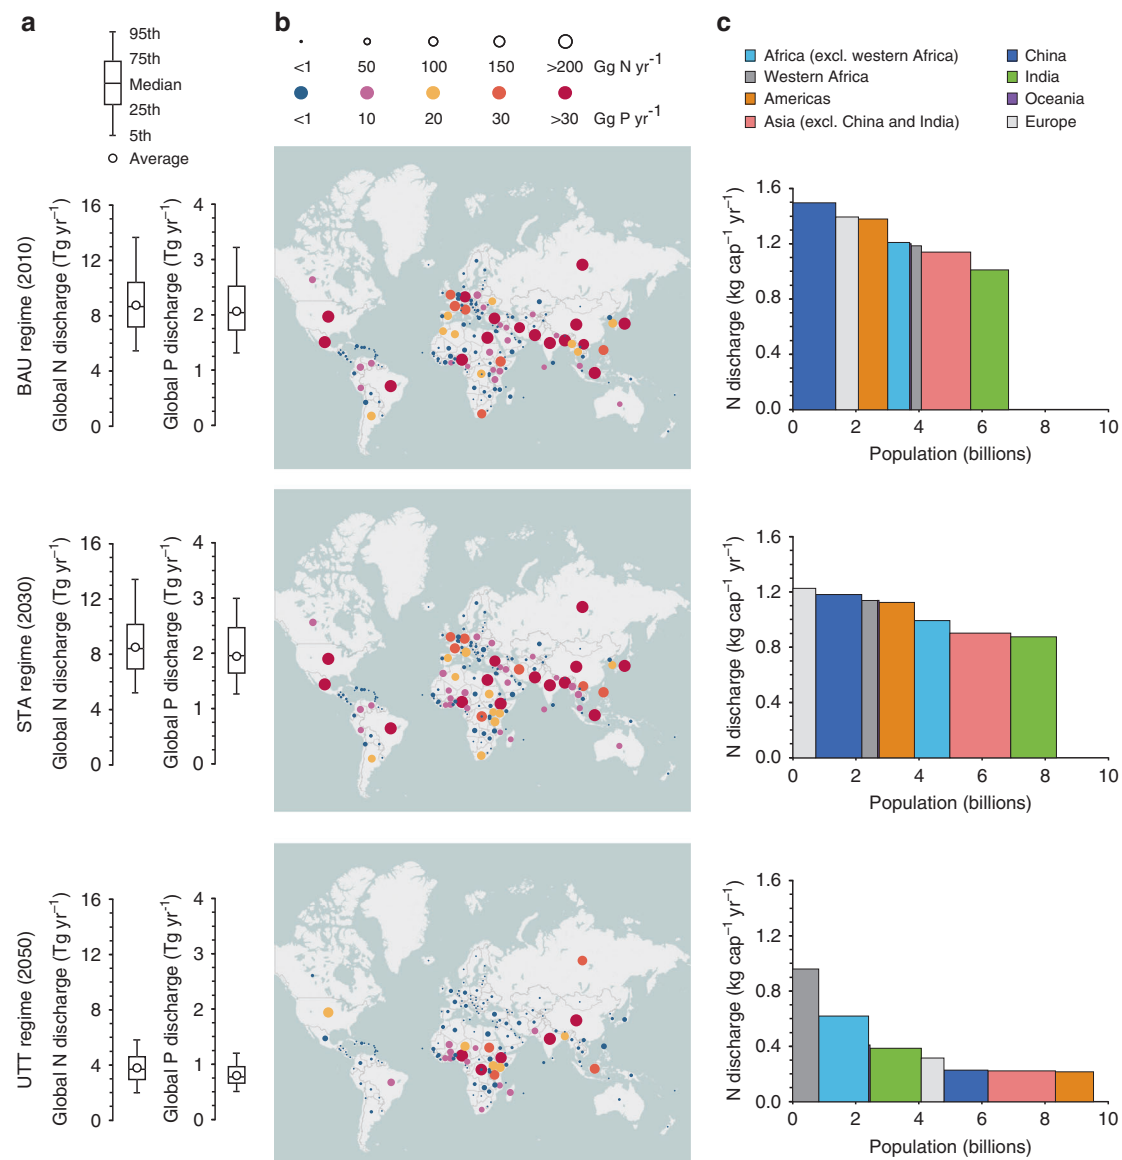 a
95th
75th
Median
25th
5th
Average
b
<1 50 100 150 >200 Gg N yr⁻¹
<1 10 20 30 >30 Gg P yr⁻¹
c
Africa (excl. western Africa)
Western Africa
Americas
Asia (excl. China and India)
China
India
Oceania
Europe
BAU regime (2010)
Global N discharge (Tg yr⁻¹)
16
12
8
4
0
Global P discharge (Tg yr⁻¹)
4
3
2
1
0
N discharge (kg cap⁻¹ yr⁻¹)
1.6
1.2
0.8
0.4
0.0
0 2 4 6 8 10
Population (billions)
STA regime (2030)
Global N discharge (Tg yr⁻¹)
16
12
8
4
0
Global P discharge (Tg yr⁻¹)
4
3
2
1
0
N discharge (kg cap⁻¹ yr⁻¹)
1.6
1.2
0.8
0.4
0.0
0 2 4 6 8 10
Population (billions)
UTT regime (2050)
Global N discharge (Tg yr⁻¹)
16
12
8
4
0
Global P discharge (Tg yr⁻¹)
4
3
2
1
0
N discharge (kg cap⁻¹ yr⁻¹)
1.6
1.2
0.8
0.4
0.0
0 2 4 6 8 10
Population (billions)